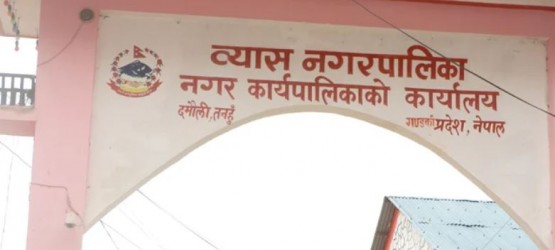 व्यास नगरपालिका
नगर कार्यपालिकाको कार्यालय
दमौली, तनहुँ
गण्डकी प्रदेश, नेपाल